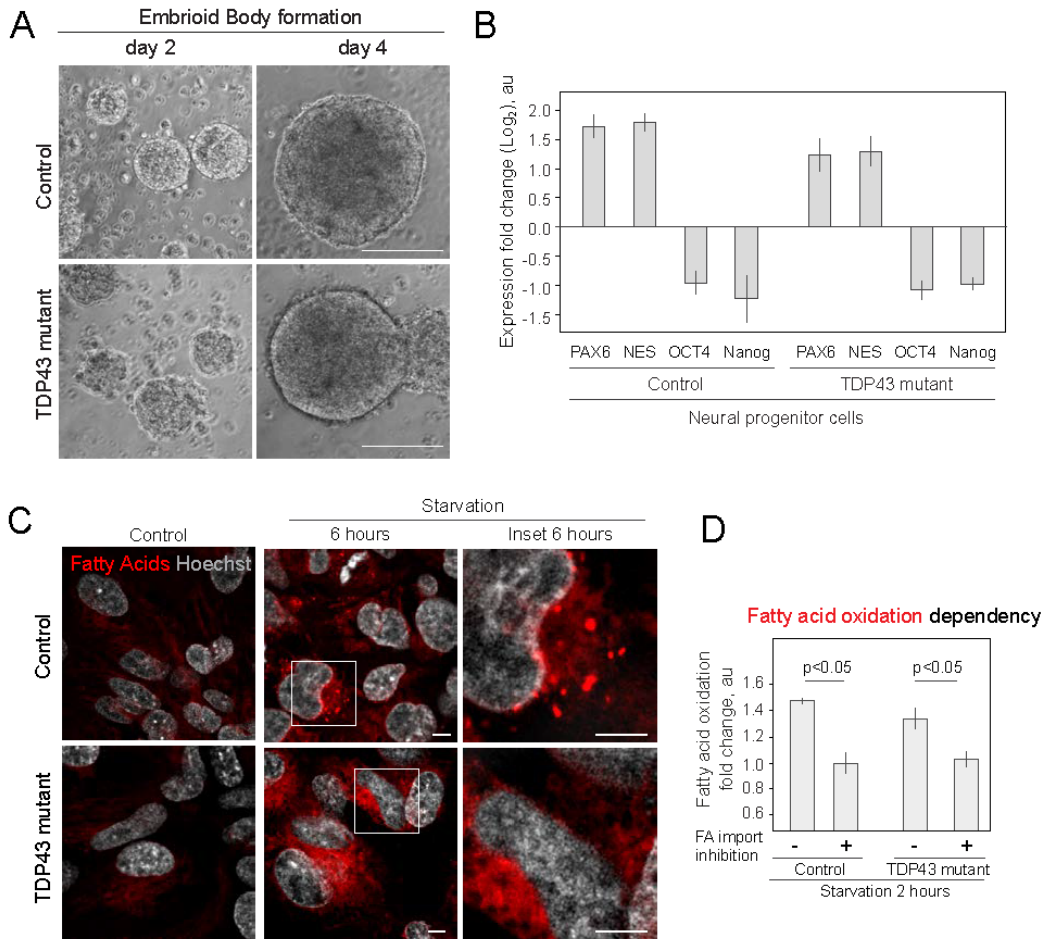 A
Embrioid Body formation
day 2
day 4
Control
TDP43 mutant
B
Expression fold change (Log2), au
2.0
1.5
1.0
0.5
0.0
-0.5
-1.0
-1.5
PAX6 NES OCT4 Nanog PAX6 NES OCT4 Nanog
Control TDP43 mutant
Neural progenitor cells
C
Starvation
Control 6 hours Inset 6 hours
Fatty Acids Hoechst
Control
TDP43 mutant
D
Fatty acid oxidation dependency
Fatty acid oxidation
fold change, au
p<0.05 p<0.05
1.6
1.4
1.2
1.0
0.8
0.6
FA import
inhibition
- + - +
Control TDP43 mutant
Starvation 2 hours